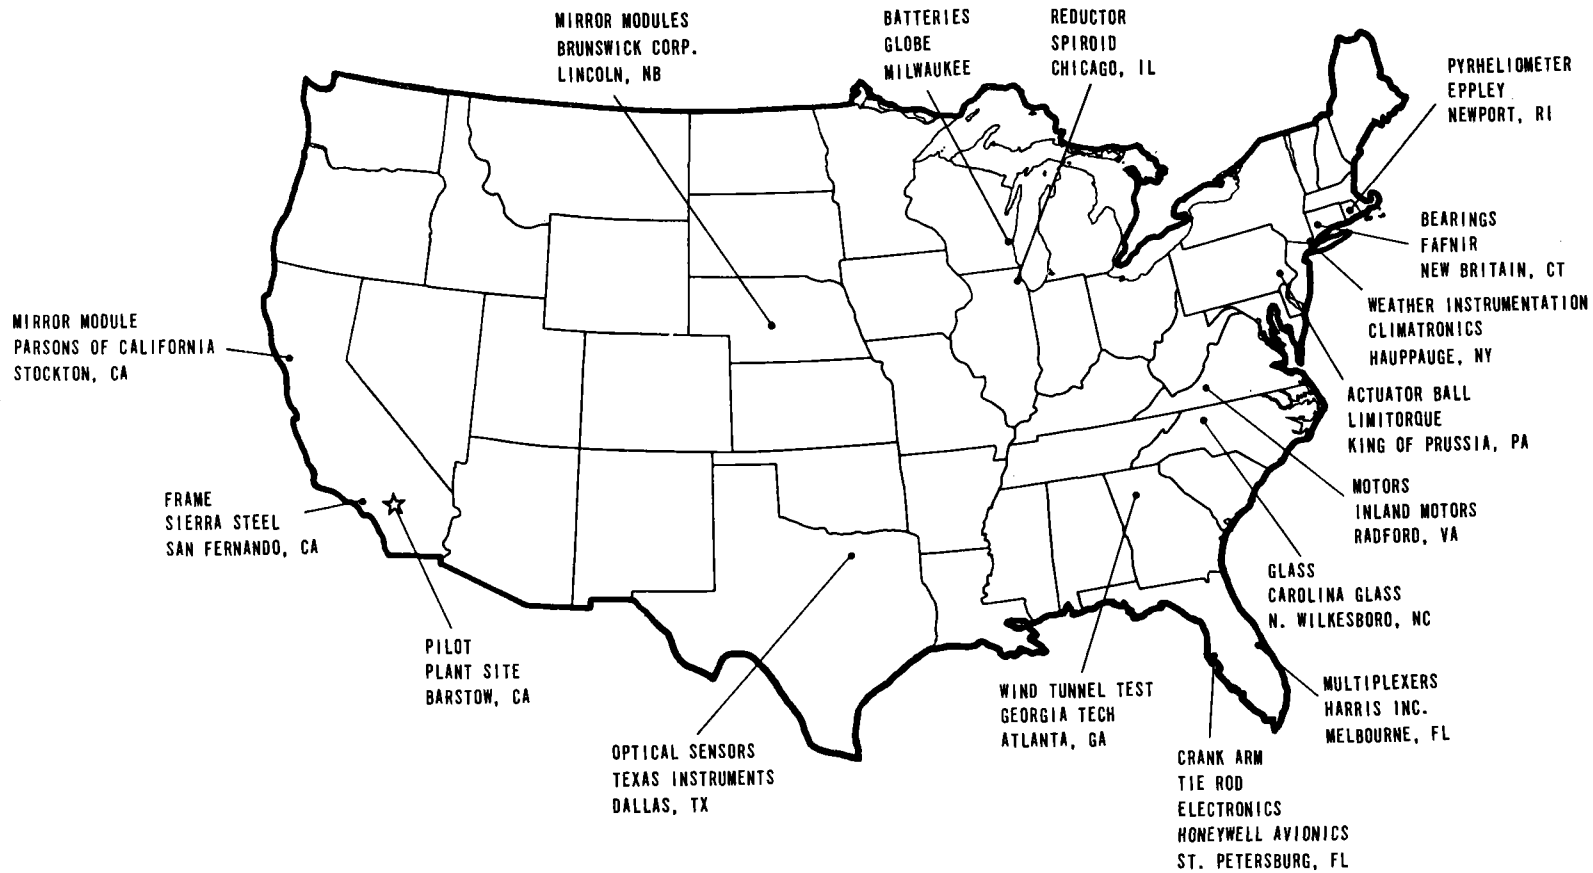 MIRROR MODULES
BRUNSWICK CORP.
LINCOLN, NB
BATTERIES
GLOBE
MILWAUKEE
REDUCTOR
SPIROID
CHICAGO, IL
PYRHELIOMETER
EPPLEY
NEWPORT, RI
BEARINGS
FAFNIR
NEW BRITAIN, CT
WEATHER INSTRUMENTATION
CLIMATRONICS
HAUPPAUGE, NY
MIRROR MODULE
PARSONS OF CALIFORNIA
STOCKTON, CA
ACTUATOR BALL
LIMITORQUE
KING OF PRUSSIA, PA
FRAME
SIERRA STEEL
SAN FERNANDO, CA
MOTORS
INLAND MOTORS
RADFORD, VA
GLASS
CAROLINA GLASS
N. WILKESBORO, NC
PILOT
PLANT SITE
BARSTOW, CA
WIND TUNNEL TEST
GEORGIA TECH
ATLANTA, GA
MULTIPLEXERS
HARRIS INC.
MELBOURNE, FL
OPTICAL SENSORS
TEXAS INSTRUMENTS
DALLAS, TX
CRANK ARM
TIE ROD
ELECTRONICS
HONEYWELL AVIONICS
ST. PETERSBURG, FL